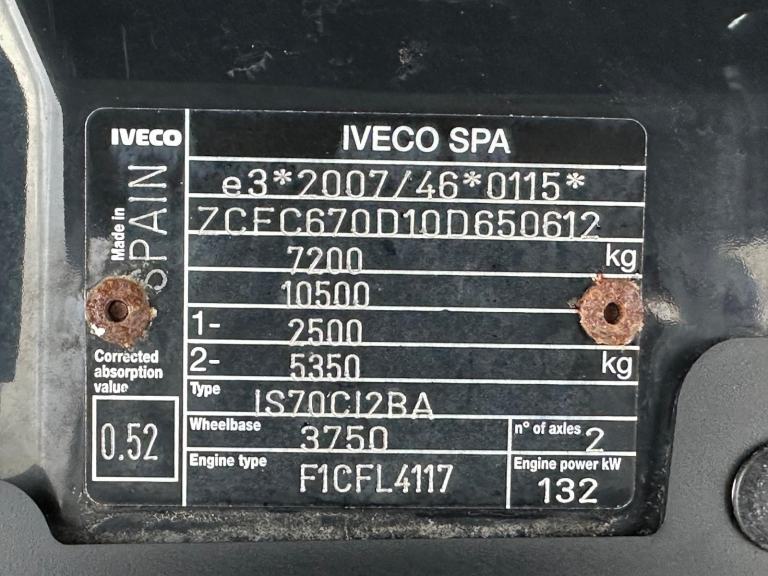 IVECO
IVECO SPA
Made in
SPAIN
e3*2007/46*0115*
ZCFC670D10D650612
7200 kg
10500
1- 2500
2- 5350 kg
Corrected
absorption
value
0.52
Type
IS70CI2BA
Wheelbase
3750
n° of axles 2
Engine type
F1CFL4117
Engine power kW
132